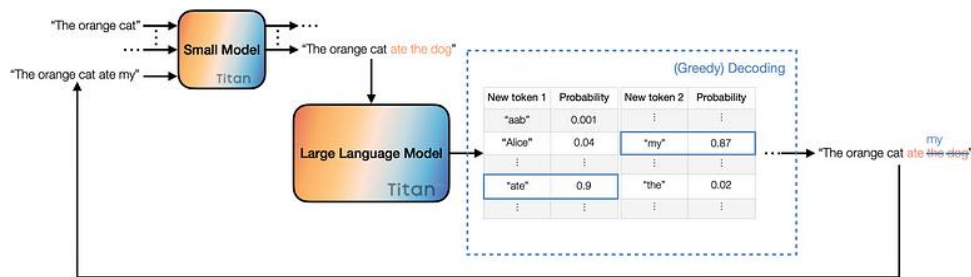 "The orange cat"
Small Model
Titan
"The orange cat ate the dog"
"The orange cat ate my"
(Greedy) Decoding
New token 1 Probability New token 2 Probability
"aab" 0.001
"Alice" 0.04 "my" 0.87
"ate" 0.9 "the" 0.02
Large Language Model
Titan
my
"The orange cat ate the dog"